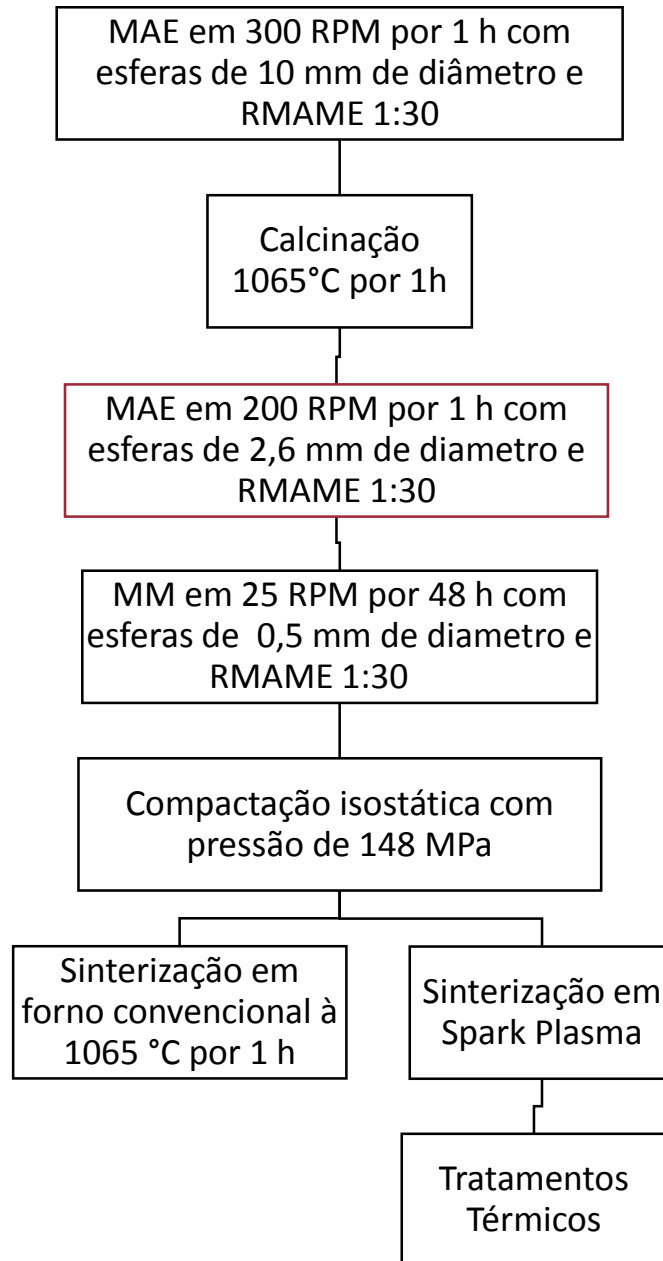 MAE em 300 RPM por 1 h com
esferas de 10 mm de diâmetro e
RMAME 1:30
Calcinação
1065°C por 1h
MAE em 200 RPM por 1 h com
esferas de 2,6 mm de diametro e
RMAME 1:30
MM em 25 RPM por 48 h com
esferas de 0,5 mm de diametro e
RMAME 1:30
Compactação isostática com
pressão de 148 MPa
Sinterização em
forno convencional à
1065 °C por 1 h
Sinterização em
Spark Plasma
Tratamentos
Térmicos